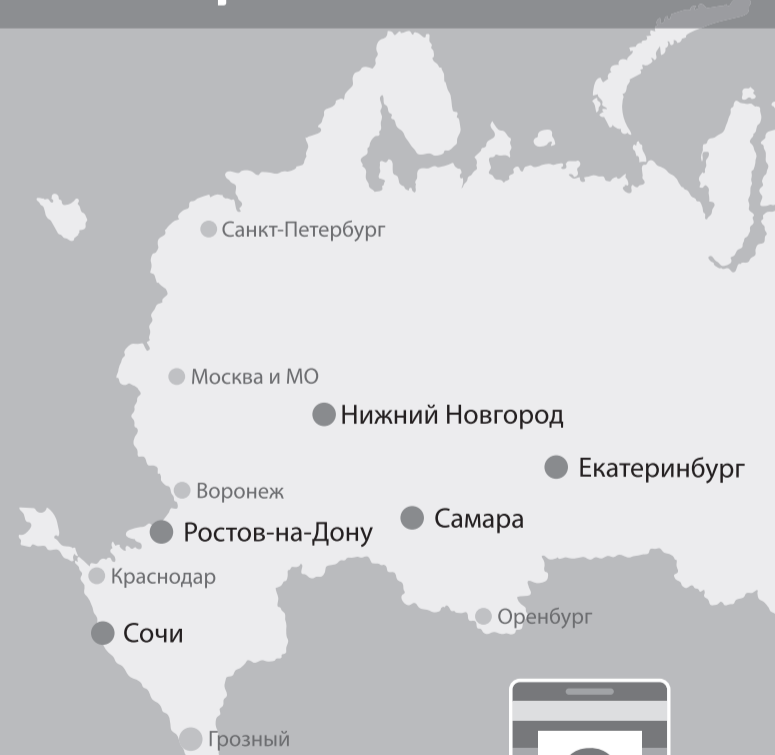 Санкт-Петербург
Москва и МО
Нижний Новгород
Екатеринбург
Воронеж
Самара
Ростов-на-Дону
Краснодар
Оренбург
Сочи
Грозный